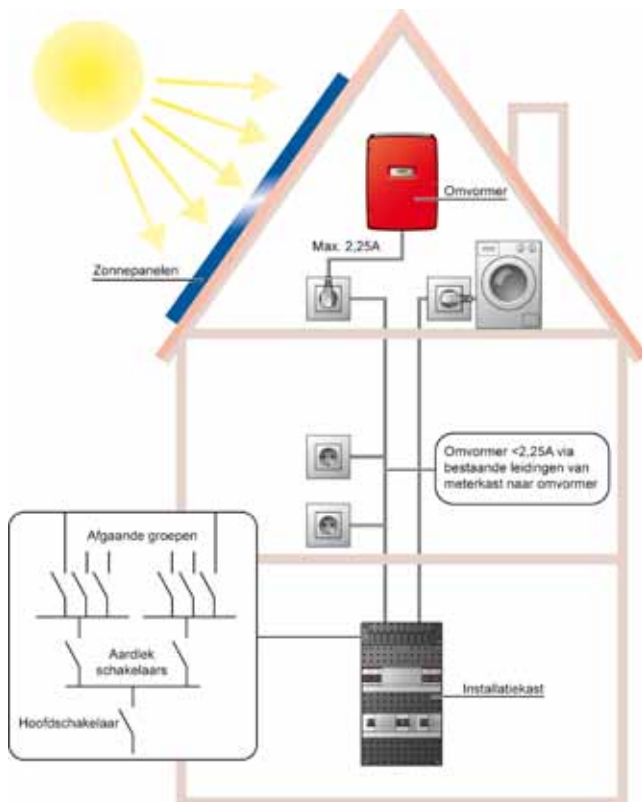 Omvormer
Max. 2,25A
Zonnepanelen
Omvormer <2,25A via
bestaande leidingen van
meterkast naar omvormer
Afgaande groepen
Aardlek
schakelaars
Hoofdschakelaar
Installatiekast